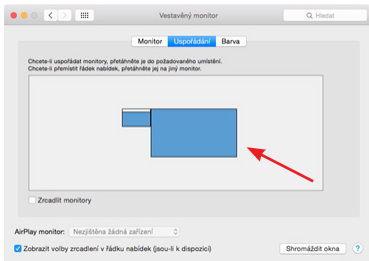 Vestavěný monitor
Hledat
Monitor Uspořádání Barva
Chcete-li uspořádat monitory, přetáhněte je do požadovaného umístění.
Chcete-li přemístit řádek nabídek, přetáhněte jej na jiný monitor.
Zrcadlit monitory
AirPlay monitor: Nezjištěna žádná zařízení
Zobrazit volby zrcadlení v řádku nabídek (jsou-li k dispozici) Shromáždit okna ?